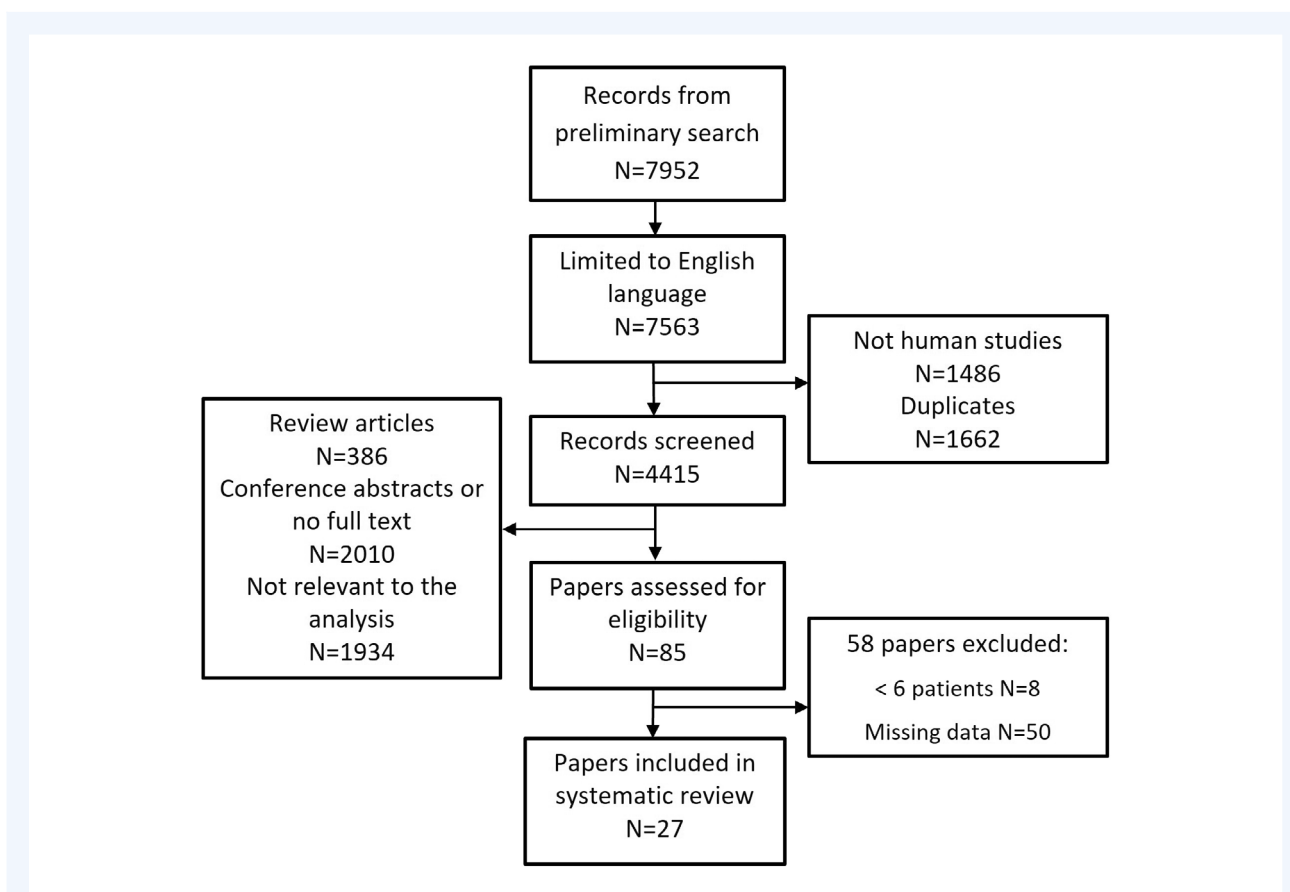 Records from
preliminary search
N=7952
Limited to English
language
N=7563
Not human studies
N=1486
Duplicates
N=1662
Records screened
N=4415
Review articles
N=386
Conference abstracts or
no full text
N=2010
Not relevant to the
analysis
N=1934
Papers assessed for
eligibility
N=85
58 papers excluded:
< 6 patients N=8
Missing data N=50
Papers included in
systematic review
N=27